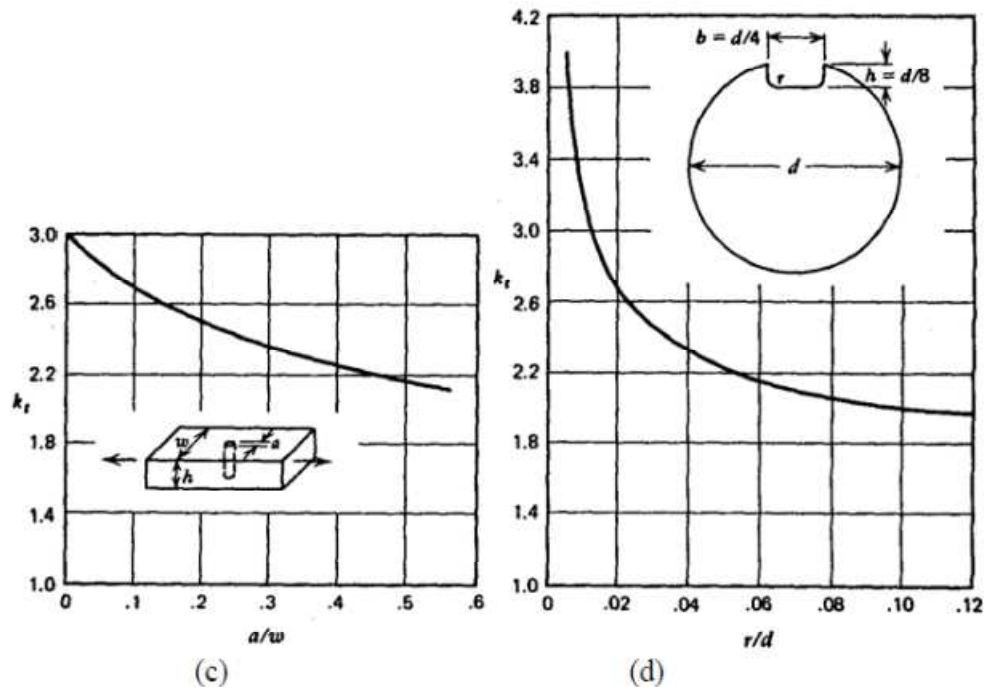 3.0
2.6
2.2
k_t
1.8
1.4
1.0
w
a
h
0 .1 .2 .3 .4 .5 .6
a/w
(c)
4.2
3.8
3.4
3.0
k_t
2.6
2.2
1.8
1.4
1.0
b = d/4
r
h = d/8
d
0 .02 .04 .06 .08 .10 .12
r/d
(d)